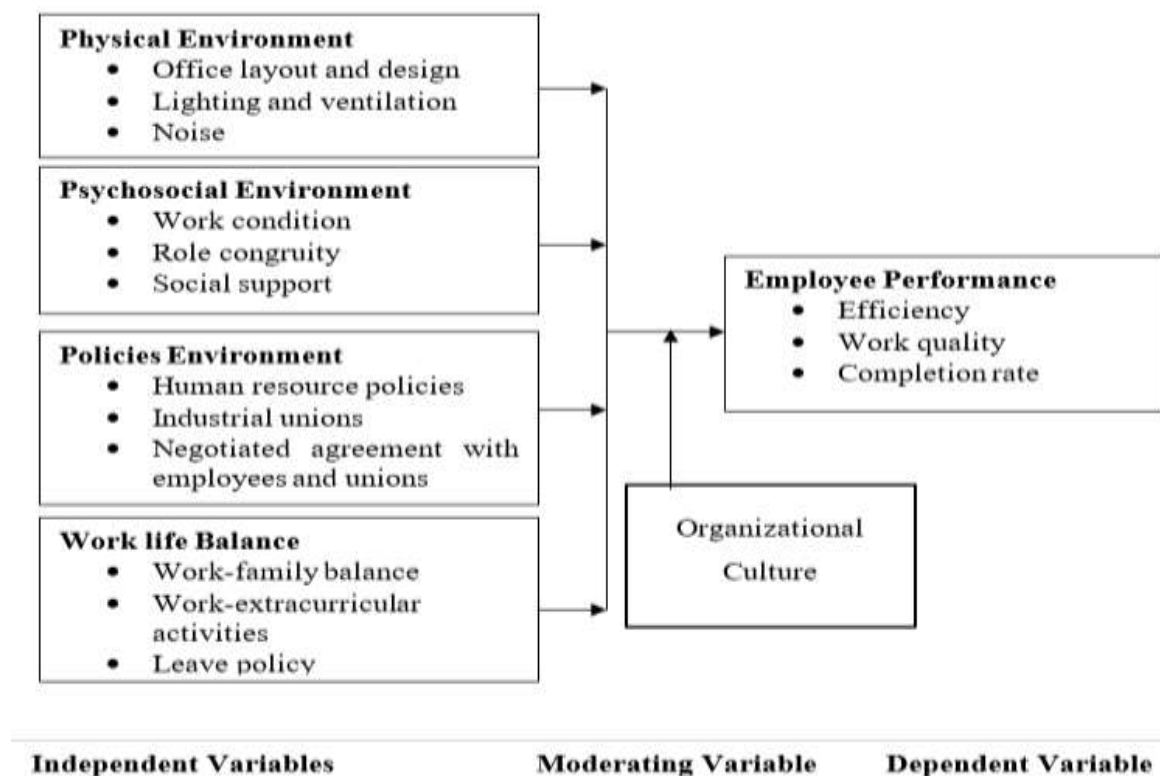 Physical Environment
• Office layout and design
• Lighting and ventilation
• Noise
Psychosocial Environment
• Work condition
• Role congruity
• Social support
Policies Environment
• Human resource policies
• Industrial unions
• Negotiated agreement with
employees and unions
Work life Balance
• Work-family balance
• Work-extracurricular
activities
• Leave policy
Employee Performance
• Efficiency
• Work quality
• Completion rate
Organizational
Culture
Independent Variables
Moderating Variable
Dependent Variable